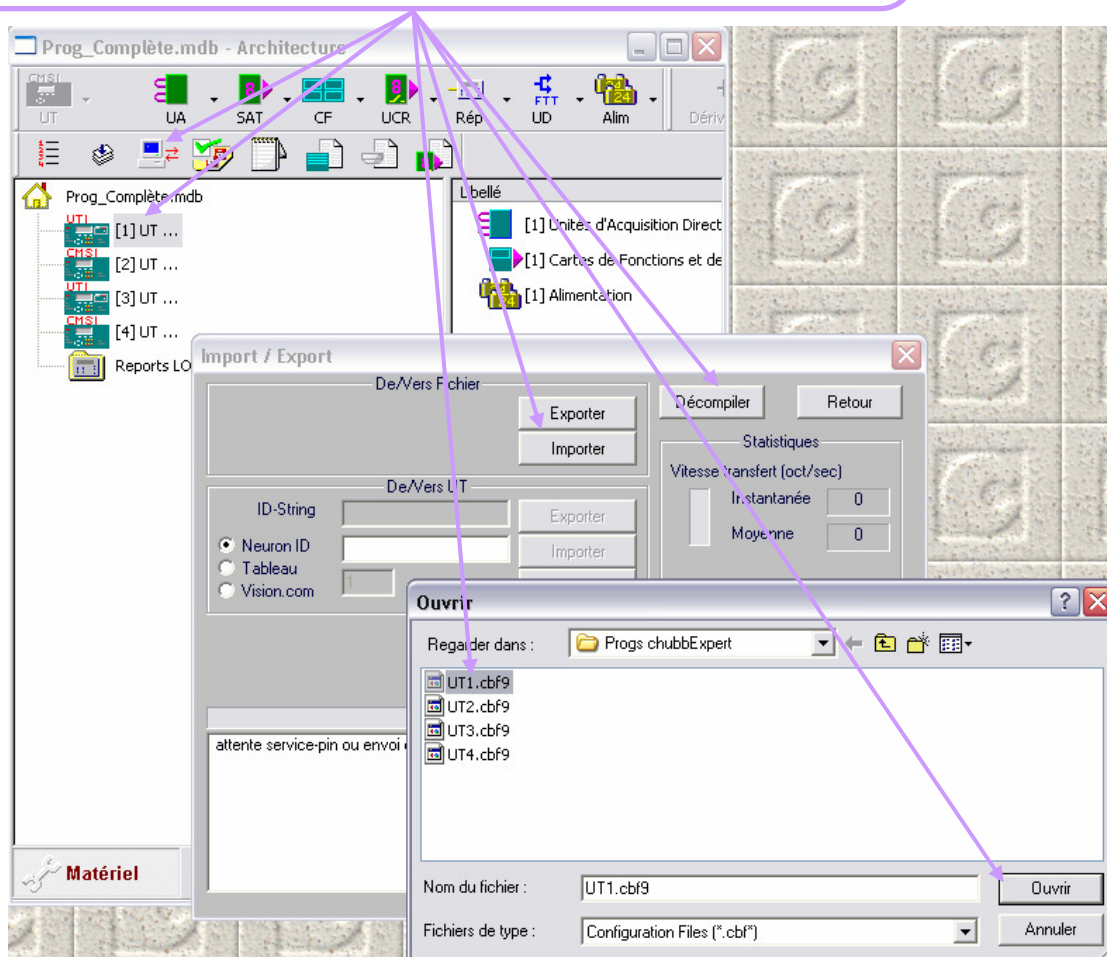 Prog_Complète.mdb - Architecture
CMSI
UT
UA
SAT
CF
UCR
Rép
UD
FTT
Alim
Prog_Complète.mdb
UTI
[1] UT ...
CMSI
[2] UT ...
UTI
[3] UT ...
CMSI
[4] UT ...
Libellé
[1] Unités d'Acquisition Direct
[1] Cartes de Fonctions et de
[1] Alimentation
Import / Export
De/Vers Fichier
Exporter
Importer
Décompiler
Retour
Statistiques
Vitesse transfert (oct/sec)
Instantanée 0
Moyenne 0
De/Vers UT
ID-String
Exporter
Neuron ID
Importer
Tableau
Vision.com
1
attente service-pin ou envoi
Matériel
Ouvrir
Regarder dans :
Progs chubbExpert
UT1.cbf9
UT2.cbf9
UT3.cbf9
UT4.cbf9
Nom du fichier :
UT1.cbf9
Ouvrir
Fichiers de type :
Configuration Files (*.cbf*)
Annuler